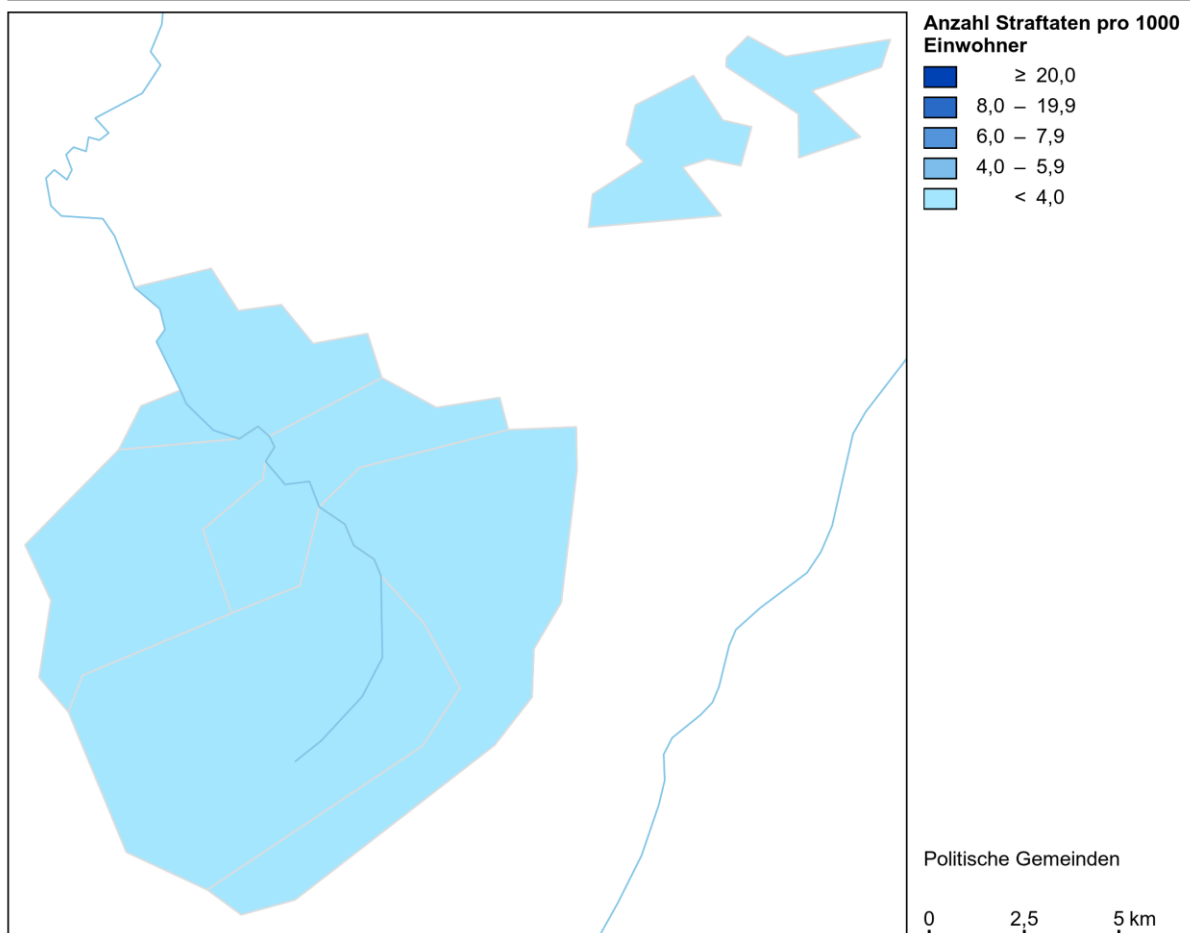 Anzahl Straftaten pro 1000
Einwohner
≥ 20,0
8,0 – 19,9
6,0 – 7,9
4,0 – 5,9
< 4,0
Politische Gemeinden
0 2,5 5 km